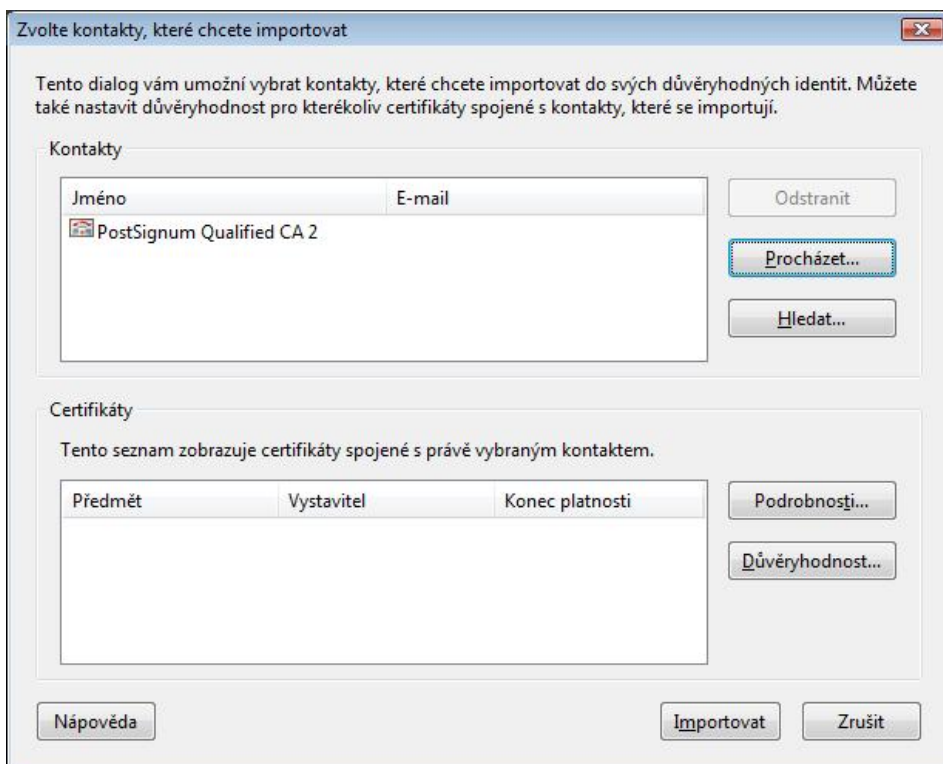 Zvolte kontakty, které chcete importovat
Tento dialog vám umožní vybrat kontakty, které chcete importovat do svých důvěryhodných identit. Můžete
také nastavit důvěryhodnost pro kterékoliv certifikáty spojené s kontakty, které se importují.
Kontakty
Jméno E-mail
PostSignum Qualified CA 2
Odstranit
Procházet...
Hledat...
Certifikáty
Tento seznam zobrazuje certifikáty spojené s právě vybraným kontaktem.
Předmět Vystavitel Konec platnosti
Podrobnosti...
Důvěryhodnost...
Nápověda Importovat Zrušit